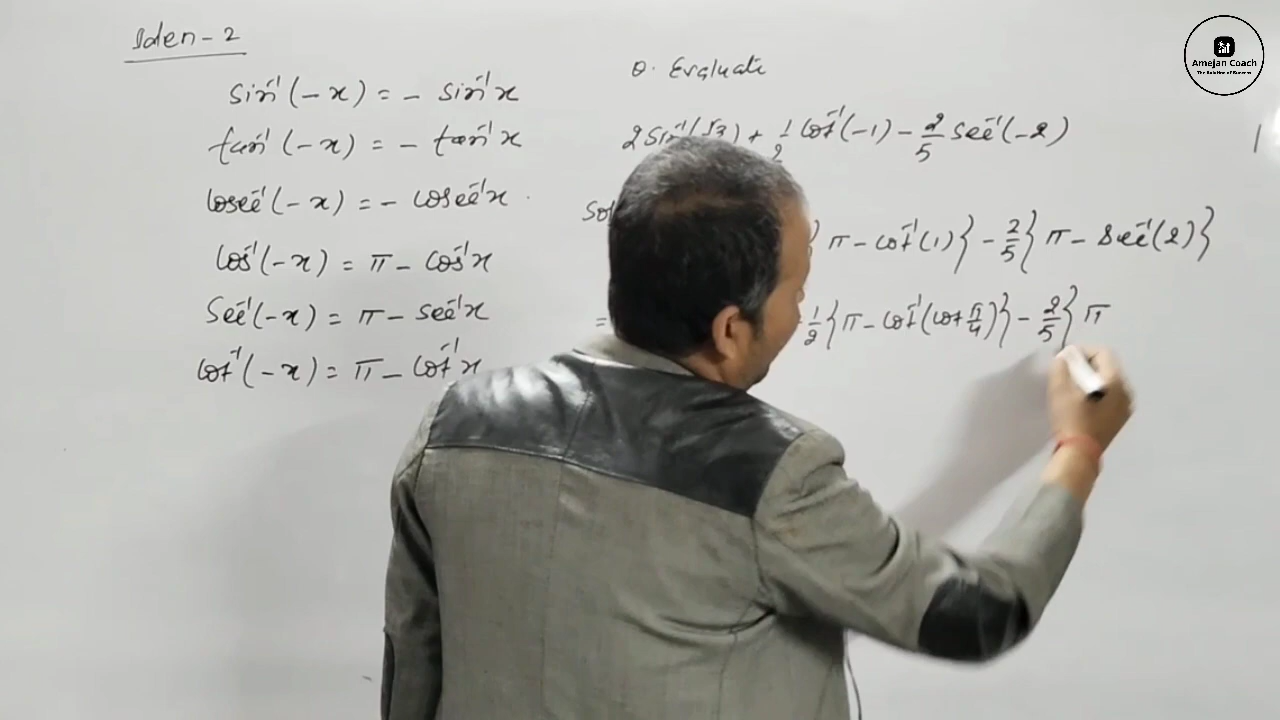 Iden-2
sin⁻¹(-x) = - sin⁻¹x
tan⁻¹(-x) = - tan⁻¹x
cosec⁻¹(-x) = - cosec⁻¹x
cos⁻¹(-x) = π - cos⁻¹x
sec⁻¹(-x) = π - sec⁻¹x
cot⁻¹(-x) = π - cot⁻¹x
Q. Evaluate
2 sin⁻¹(√3) + 1/2 cot⁻¹(-1) - 2/5 sec⁻¹(-2)
Sol
} π - cot⁻¹(1)} - 2/5{π - sec⁻¹(2)}
= 1/2{π - cot⁻¹(cot π/4)} - 2/5{π
Amejan Coach